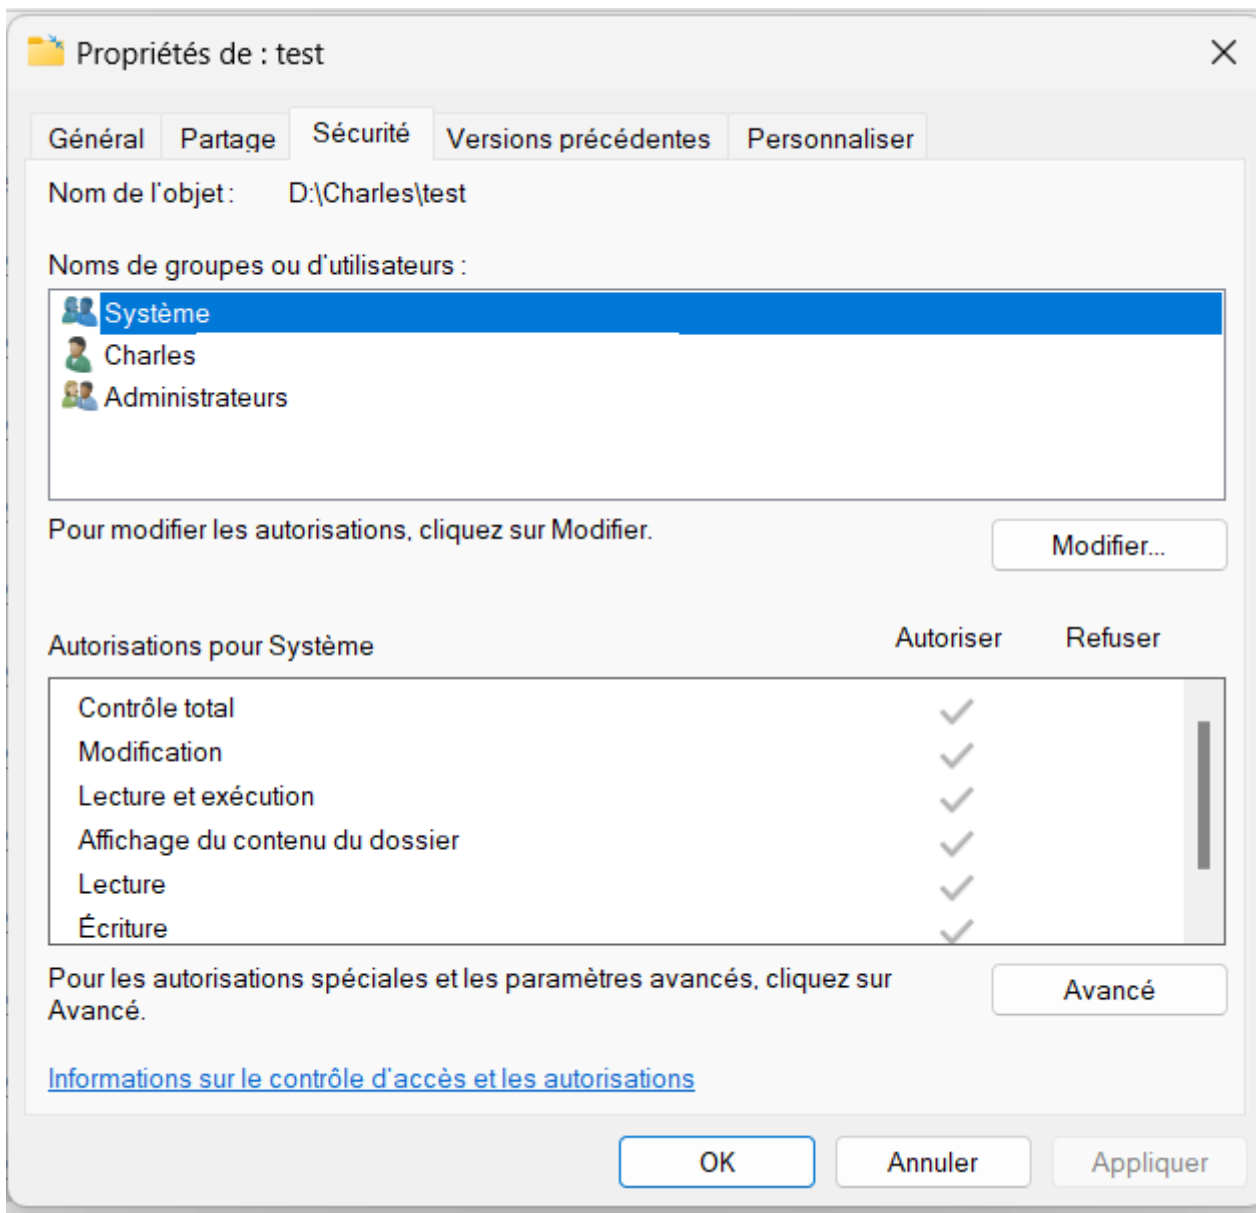 Propriétés de : test
Général Partage Sécurité Versions précédentes Personnaliser
Nom de l'objet : D:\Charles\test
Noms de groupes ou d'utilisateurs :
Système
Charles
Administrateurs
Pour modifier les autorisations, cliquez sur Modifier.
Modifier...
Autorisations pour Système Autoriser Refuser
Contrôle total
Modification
Lecture et exécution
Affichage du contenu du dossier
Lecture
Écriture
Pour les autorisations spéciales et les paramètres avancés, cliquez sur
Avancé.
Avancé
Informations sur le contrôle d'accès et les autorisations
OK Annuler Appliquer